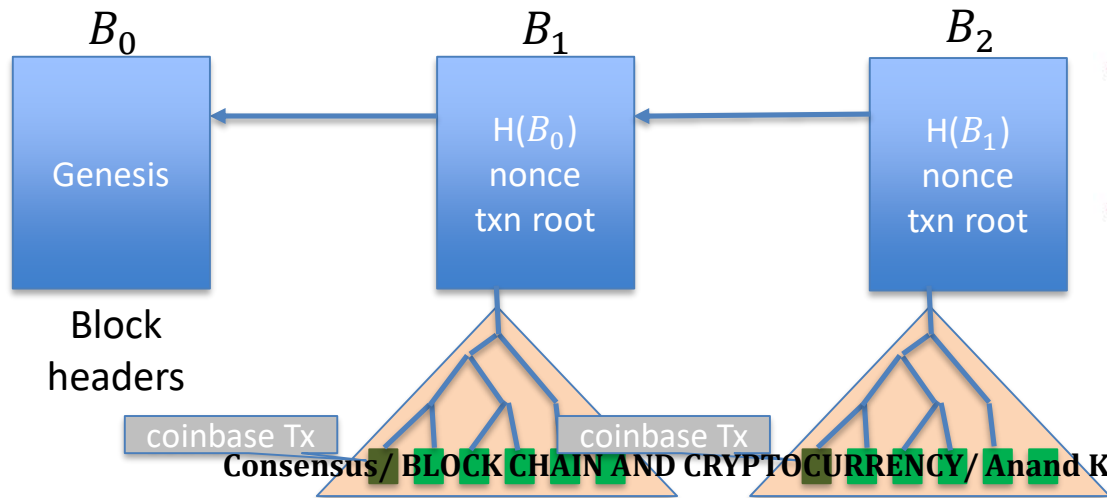 B₀
B₁
B₂
Genesis
H(B₀)
nonce
txn root
H(B₁)
nonce
txn root
Block
headers
coinbase Tx
coinbase Tx
Consensus/ BLOCK CHAIN AND CRYPTOCURRENCY/ Anand K